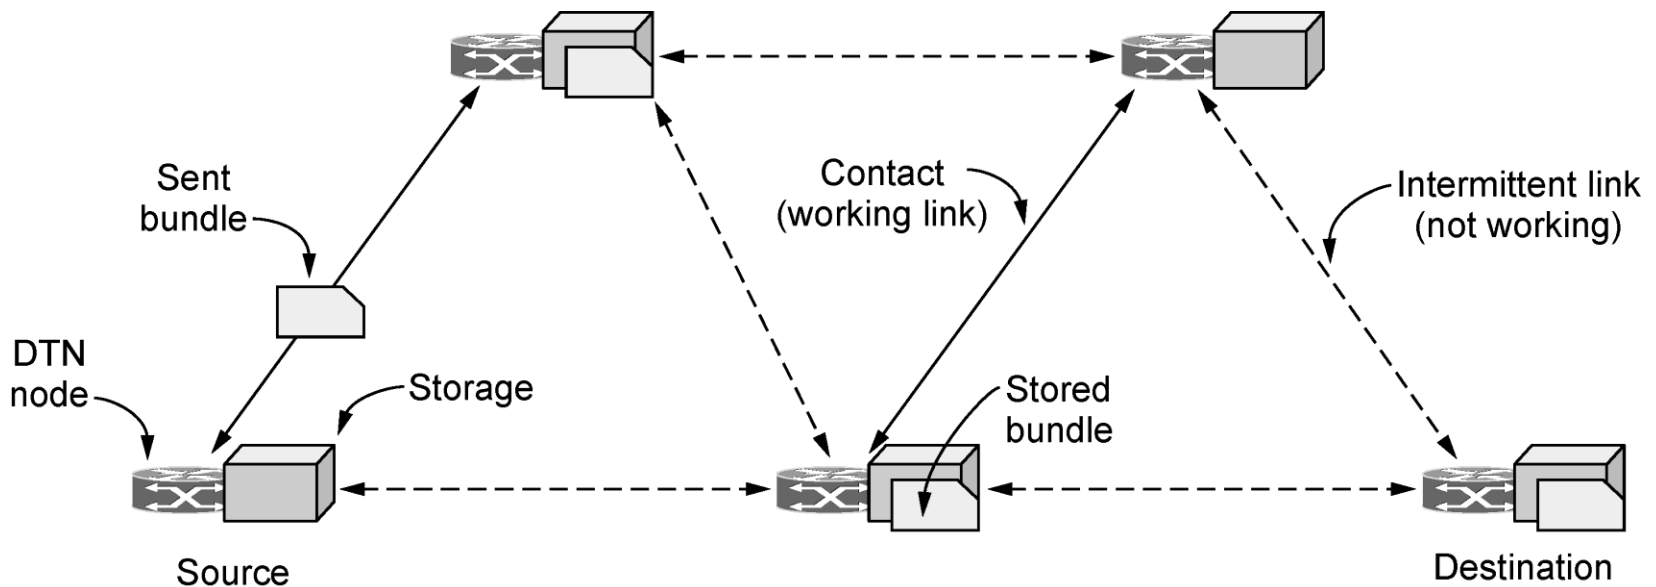 Sent
bundle
Contact
(working link)
Intermittent link
(not working)
DTN
node
Storage
Stored
bundle
Source
Destination